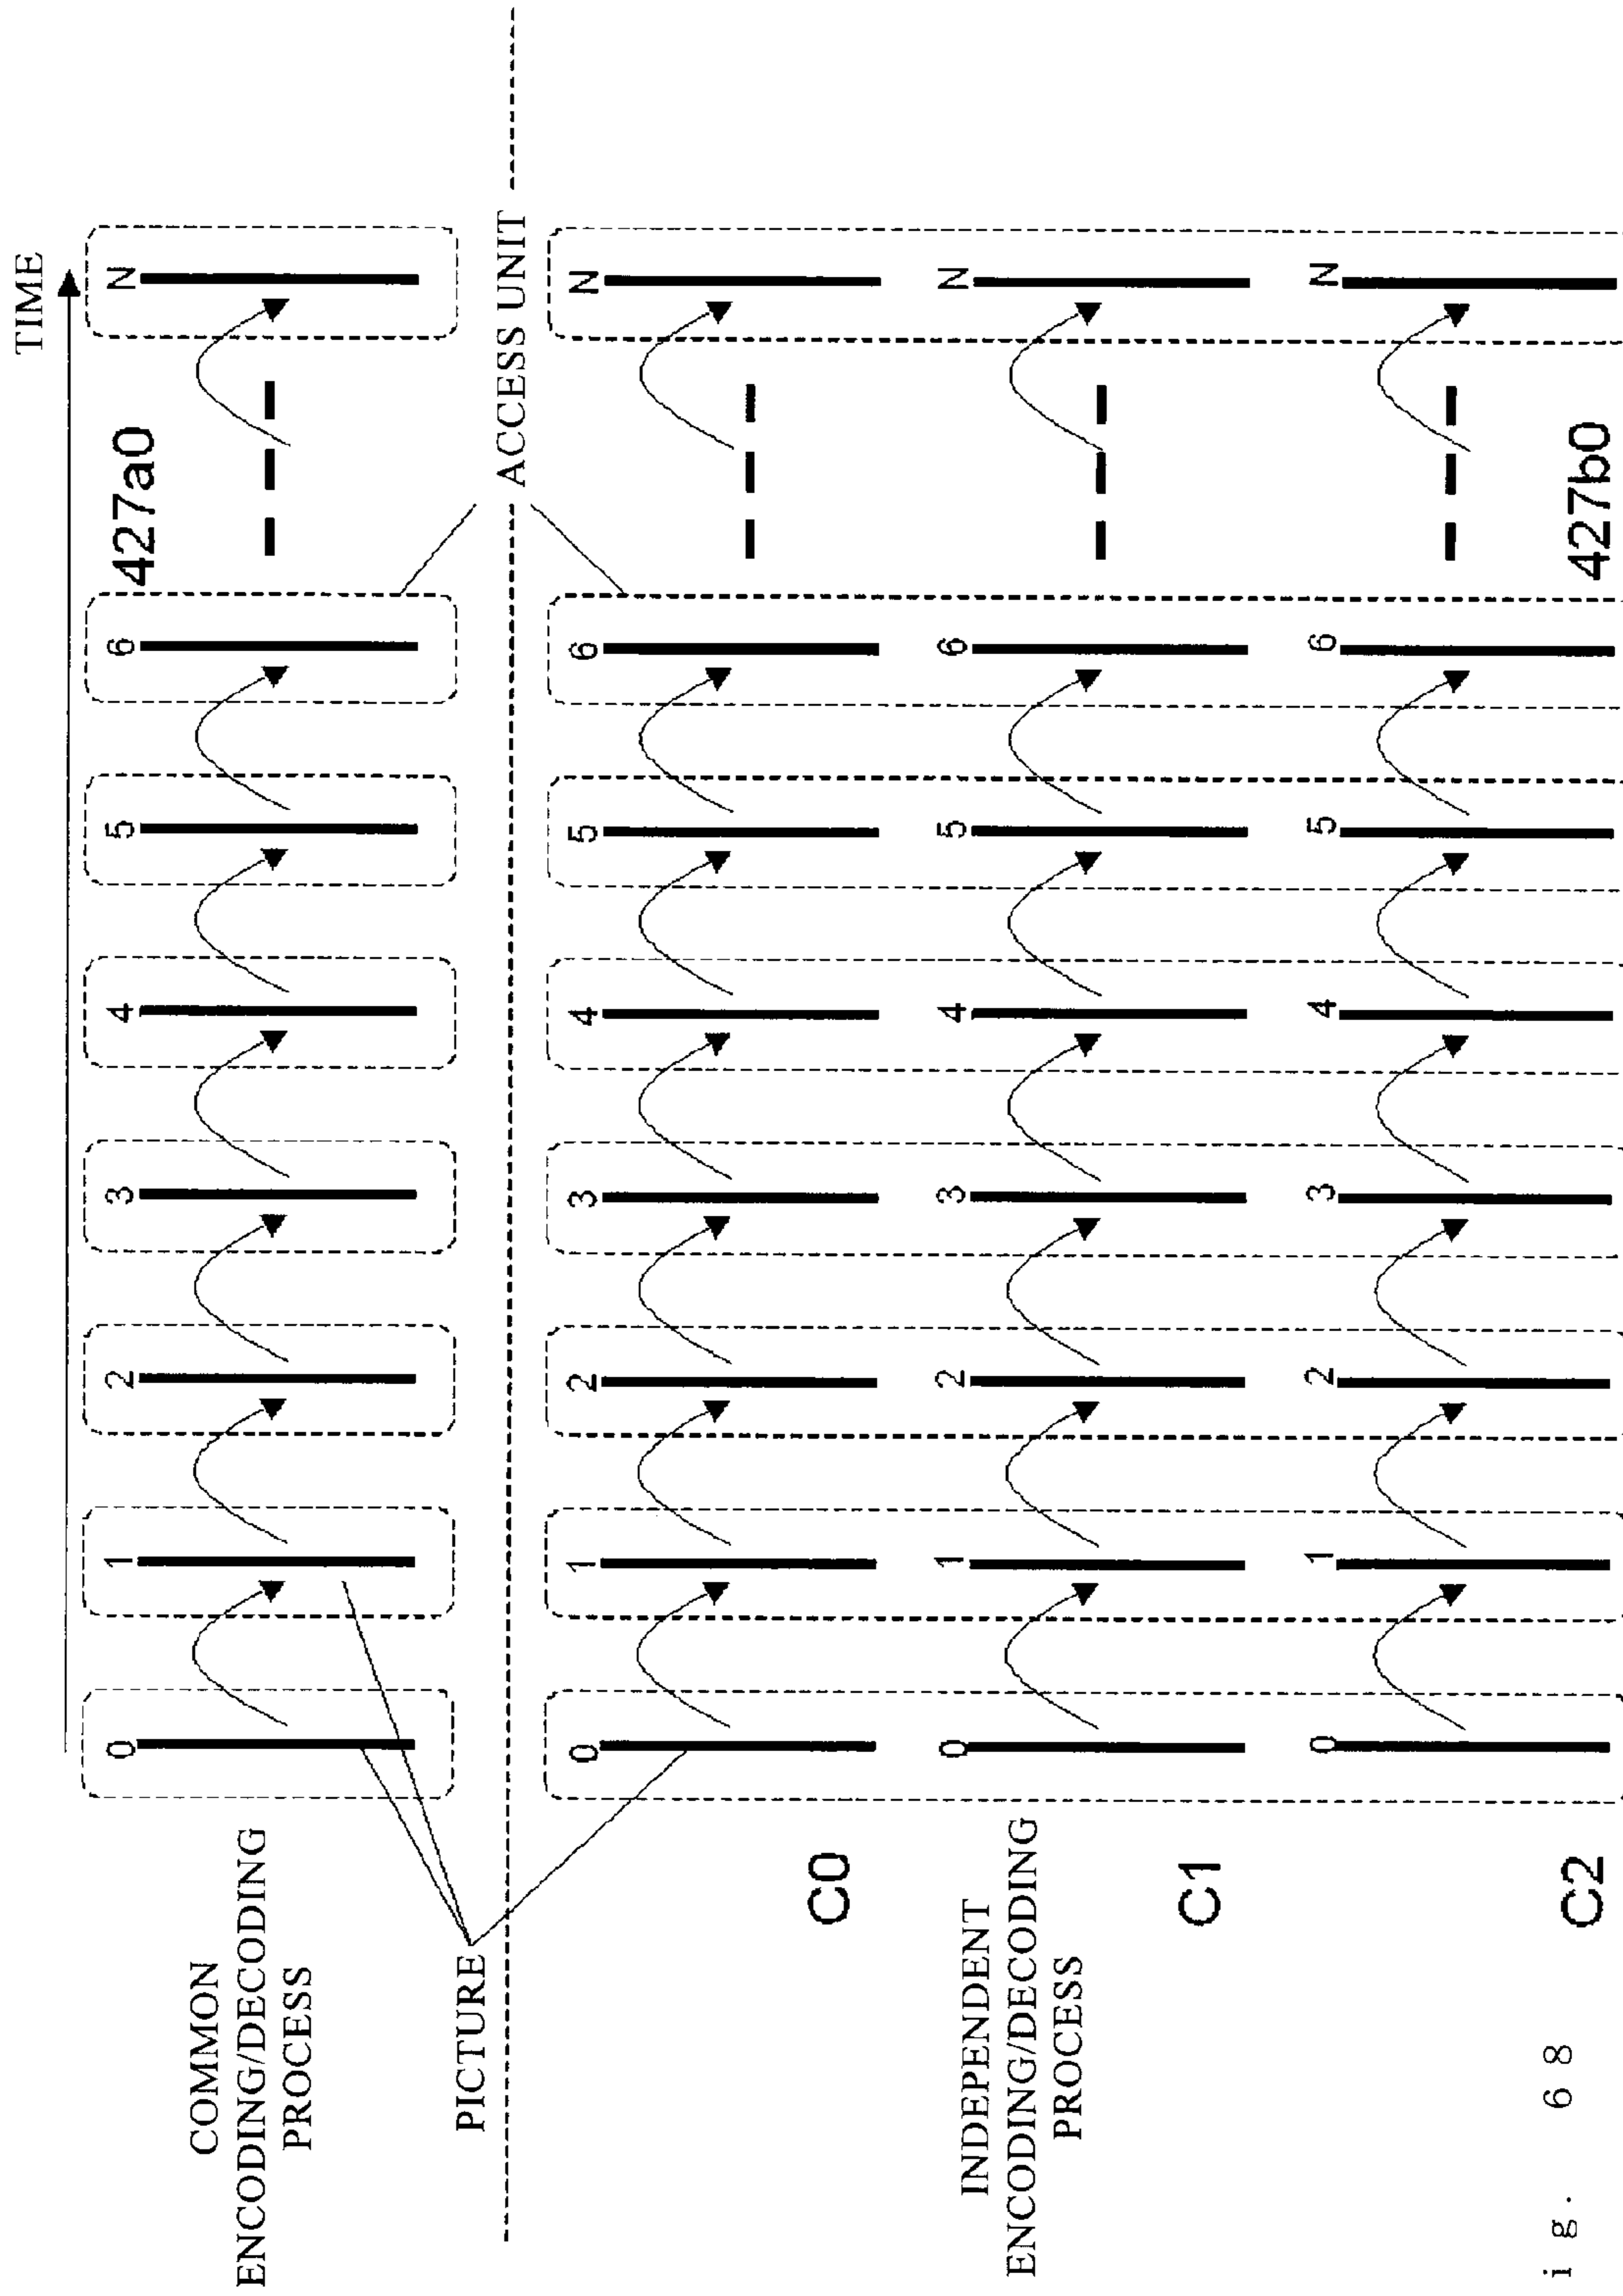 TIME
COMMON
ENCODING/DECODING
PROCESS
0 1 2 3 4 5 6 N
427a0
PICTURE
ACCESS UNIT
0 1 2 3 4 5 6 N
C0
INDEPENDENT
ENCODING/DECODING
PROCESS
0 1 2 3 4 5 6 N
C1
0 1 2 3 4 5 6 N
C2
427b0
ig. 68